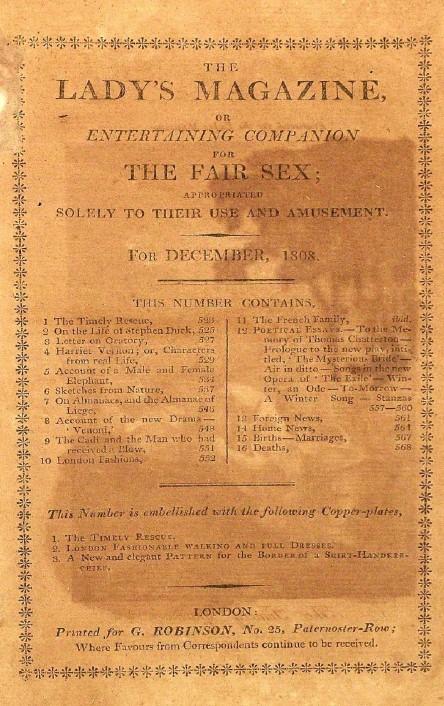 THE
LADY'S MAGAZINE,
OR
ENTERTAINING COMPANION
FOR
THE FAIR SEX;
APPROPRIATED
SOLELY TO THEIR USE AND AMUSEMENT.
FOR DECEMBER, 1808.
THIS NUMBER CONTAINS,
1 The Timely Rescue, 523
2 On the Life of Stephen Duck, 525
3 Letter on Oratory, 527
4 Harriet Vernon; or, Characters
from real Life, 529
5 Account of a Male and Female
Elephant, 534
6 Sketches from Nature, 537
7 On Almanacs, and the Almanac of
Liege, 546
8 Account of the new Drama—
'Venoni,' 549
9 The Cadi and the Man who had
received a Blow, 551
10 London Fashions, 552
11 The French Family, ibid.
12 POETICAL ESSAYS.—To the Me-
mory of Thomas Chatterton—
Prologue to the new play, inti-
tled, 'The Mysterious Bride'—
Air in ditto—Songs in the new
Opera of 'The Exile'—Win-
ter, an Ode—To-Morrow—
A Winter Song—Stanzas
557—560
13 Foreign News, 561
14 Home News, 564
15 Births—Marriages, 567
16 Deaths, 568
This Number is embellished with the following Copper-plates,
1. The TIMELY RESCUE.
2. LONDON FASHIONABLE WALKING AND FULL DRESSES.
3. A New and elegant PATTERN for the BORDER of a SHIRT-HANDKER-
CHIEF.
LONDON:
Printed for G. ROBINSON, No. 25, Paternoster-Row;
Where Favours from Correspondents continue to be received.